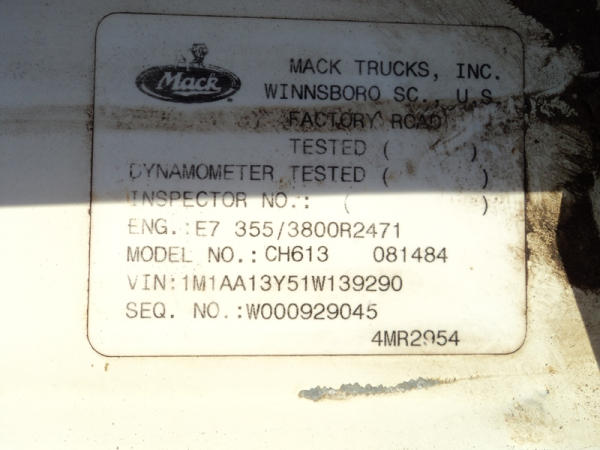 Mack
MACK TRUCKS, INC.
WINNSBORO SC., U.S
FACTORY ROAD
TESTED ( )
DYNAMOMETER TESTED ( )
INSPECTOR NO.: ( )
ENG.:E7 355/3800R2471
MODEL NO.:CH613 081484
VIN:1M1AA13Y51W139290
SEQ. NO.:W000929045
4MR2954